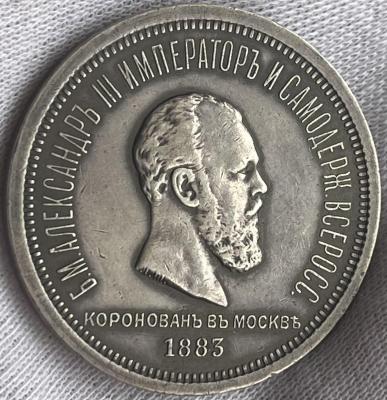 Б.М.АЛЕКСАНДРЪ III ИМПЕРАТОРЪ И САМОДЕРЖ. ВСЕРОСС.
КОРОНОВАНЪ ВЪ МОСКВѢ
1883